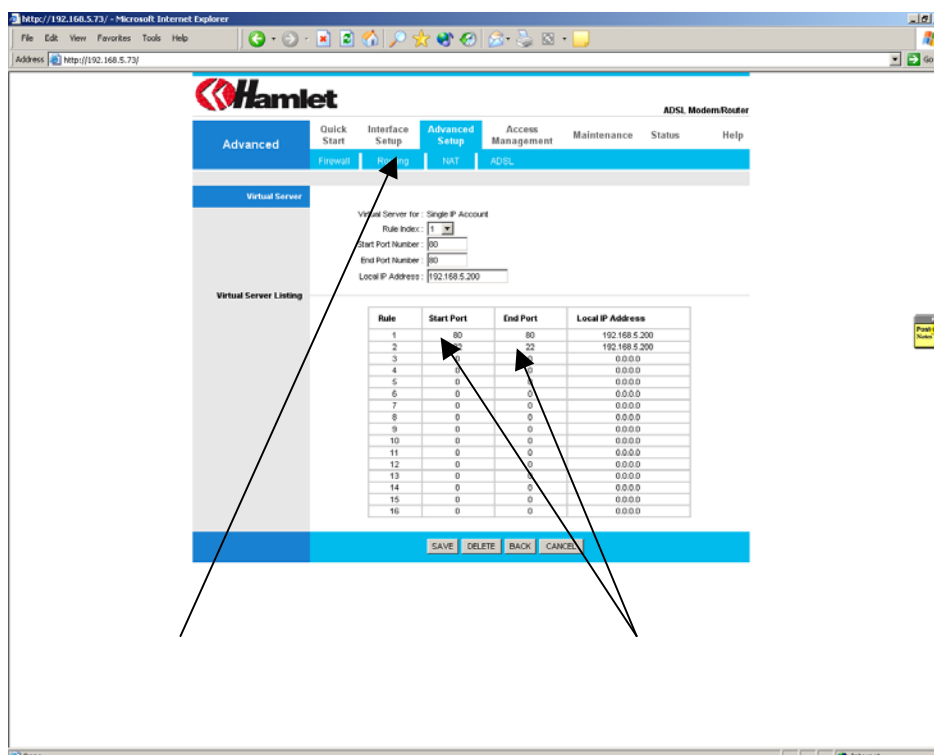 http://192.168.5.73/ - Microsoft Internet Explorer
File Edit View Favorites Tools Help
Address http://192.168.5.73/ Go
Hamlet
ADSL Modem/Router
Advanced
Quick Start
Interface Setup
Advanced Setup
Access Management
Maintenance
Status
Help
Firewall Routing NAT ADSL
Virtual Server
Virtual Server for : Single IP Account
Rule Index : 1
Start Port Number : 80
End Port Number : 80
Local IP Address : 192.168.5.200
Virtual Server Listing
Rule Start Port End Port Local IP Address
1 80 80 192.168.5.200
2 22 22 192.168.5.200
3 0 0 0.0.0.0
4 0 0 0.0.0.0
5 0 0 0.0.0.0
6 0 0 0.0.0.0
7 0 0 0.0.0.0
8 0 0 0.0.0.0
9 0 0 0.0.0.0
10 0 0 0.0.0.0
11 0 0 0.0.0.0
12 0 0 0.0.0.0
13 0 0 0.0.0.0
14 0 0 0.0.0.0
15 0 0 0.0.0.0
16 0 0 0.0.0.0
SAVE DELETE BACK CANCEL